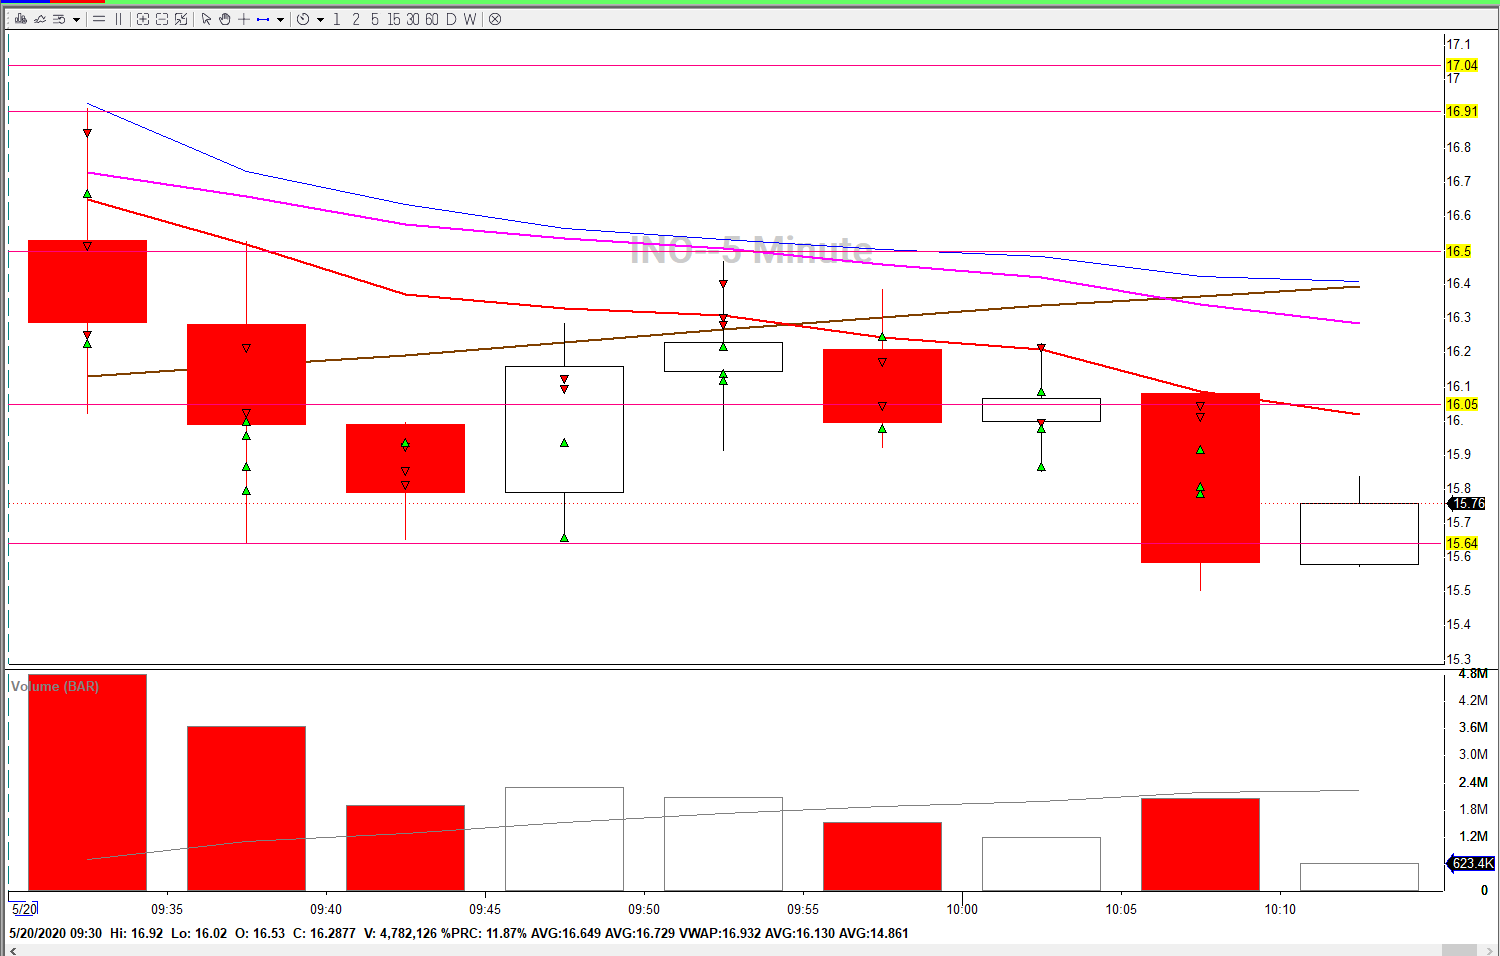 1 2 5 15 30 60 D W
17.1
17.04
17
16.91
16.8
16.7
16.6
INO--5 Minute
16.5
16.4
16.3
16.2
16.1
16.05
16.
15.9
15.8
15.76
15.7
15.64
15.6
15.5
15.4
15.3
Volume (BAR)
4.8M
4.2M
3.6M
3.0M
2.4M
1.8M
1.2M
623.4K
0
5/20 09:35 09:40 09:45 09:50 09:55 10:00 10:05 10:10
5/20/2020 09:30 Hi: 16.92 Lo: 16.02 O: 16.53 C: 16.2877 V: 4,782,126 %PRC: 11.87% AVG:16.649 AVG:16.729 VWAP:16.932 AVG:16.130 AVG:14.861